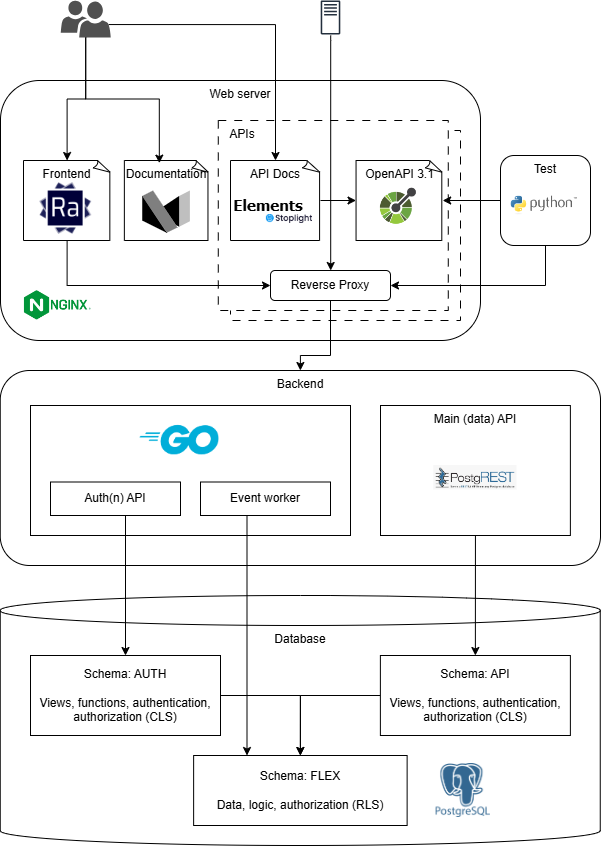 Web server
APIs
Frontend
Ra
Documentation
API Docs
Elements
Stoplight
OpenAPI 3.1
Test
python
Reverse Proxy
N
NGINX
Backend
GO
Main (data) API
PostgREST
Auth(n) API
Event worker
Database
Schema: AUTH
Views, functions, authentication,
authorization (CLS)
Schema: API
Views, functions, authentication,
authorization (CLS)
Schema: FLEX
Data, logic, authorization (RLS)
PostgreSQL